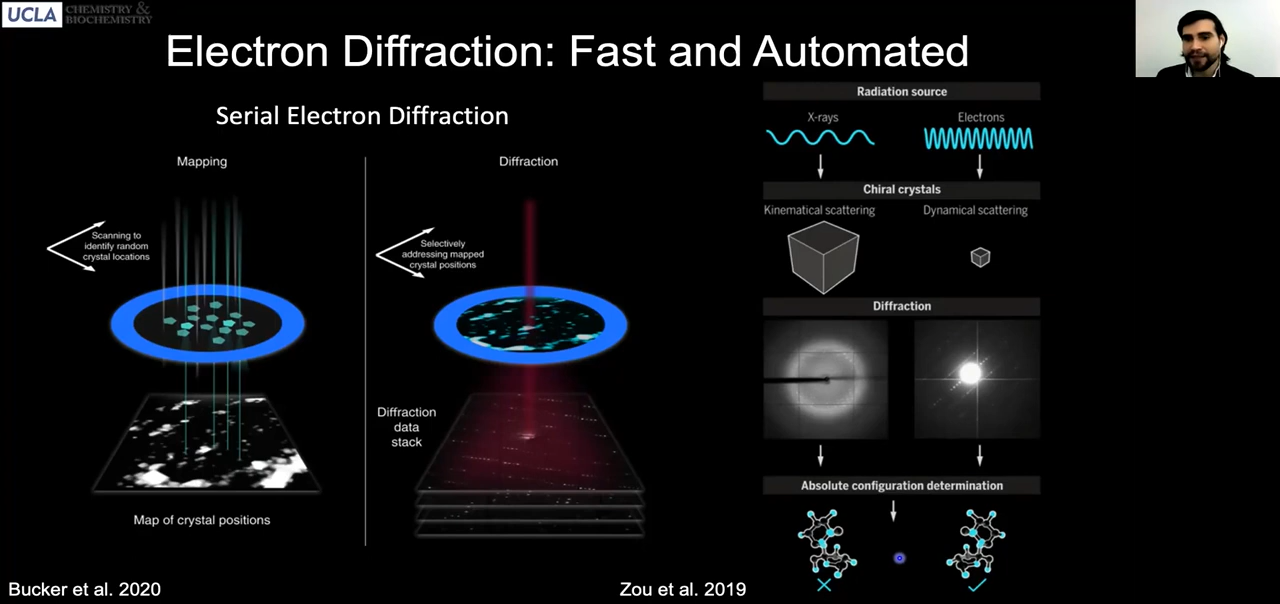 UCLA
CHEMISTRY &
BIOCHEMISTRY
Electron Diffraction: Fast and Automated
Serial Electron Diffraction
Mapping
Scanning to
identify random
crystal locations
Map of crystal positions
Diffraction
Selectively
addressing mapped
crystal positions
Diffraction
data
stack
Radiation source
X-rays
Electrons
Chiral crystals
Kinematical scattering
Dynamical scattering
Diffraction
Absolute configuration determination
Bucker et al. 2020
Zou et al. 2019